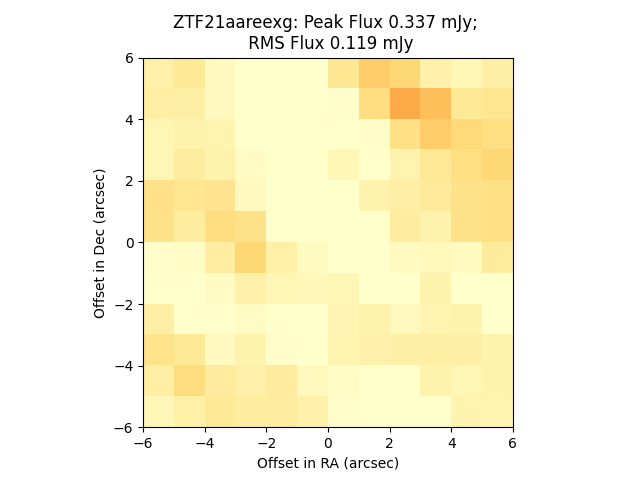 ZTF21aareexg: Peak Flux 0.337 mJy;
RMS Flux 0.119 mJy
6
4
2
0
−2
−4
−6
Offset in Dec (arcsec)
−6 −4 −2 0 2 4 6
Offset in RA (arcsec)